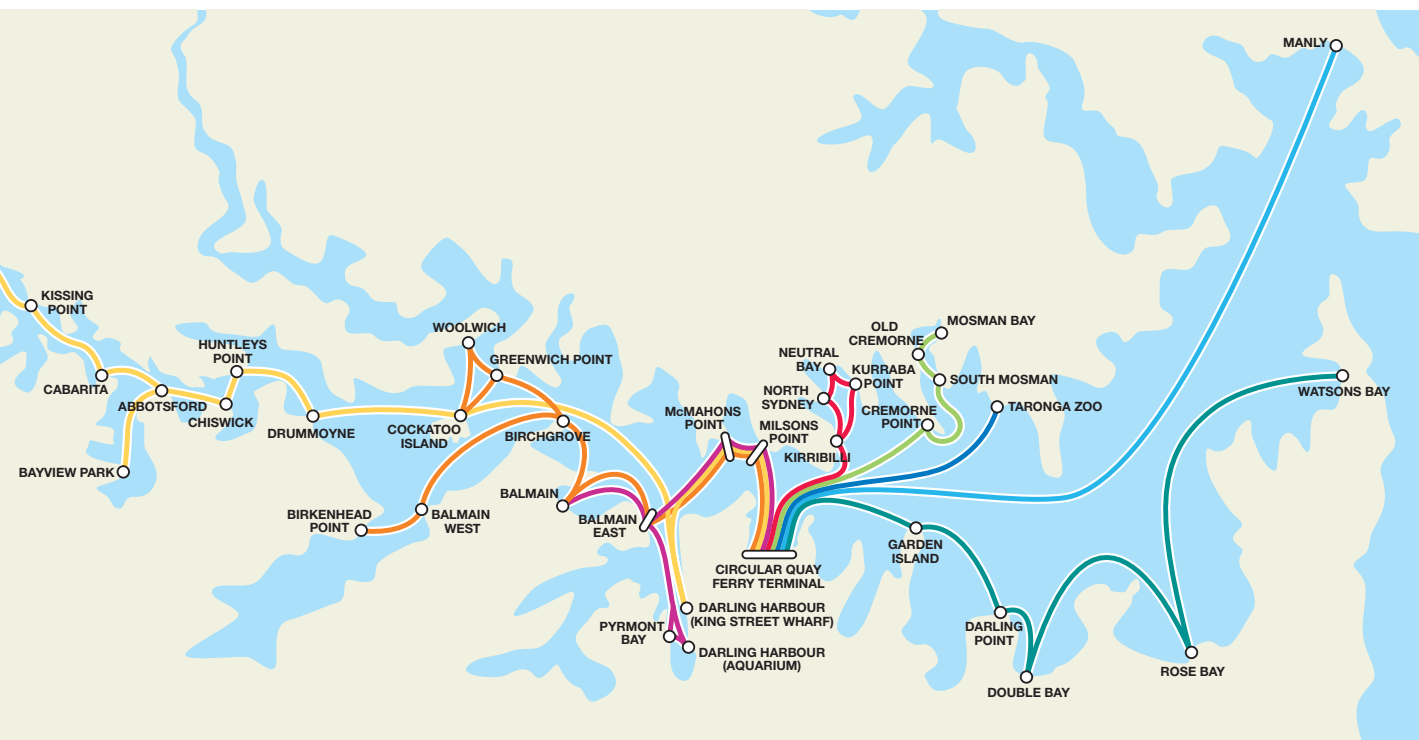 MANLY
KISSING
POINT
CABARITA
HUNTLEYS
POINT
ABBOTSFORD
CHISWICK
BAYVIEW PARK
DRUMMOYNE
WOOLWICH
GREENWICH POINT
COCKATOO
ISLAND
BIRCHGROVE
BIRKENHEAD
POINT
BALMAIN
WEST
BALMAIN
BALMAIN
EAST
McMAHONS
POINT
MILSONS
POINT
NEUTRAL
BAY
KURRABA
POINT
NORTH
SYDNEY
KIRRIBILLI
OLD
CREMORNE
MOSMAN BAY
SOUTH MOSMAN
CREMORNE
POINT
TARONGA ZOO
WATSONS BAY
CIRCULAR QUAY
FERRY TERMINAL
GARDEN
ISLAND
DARLING
POINT
DOUBLE BAY
ROSE BAY
PYRMONT
BAY
DARLING HARBOUR
(KING STREET WHARF)
DARLING HARBOUR
(AQUARIUM)